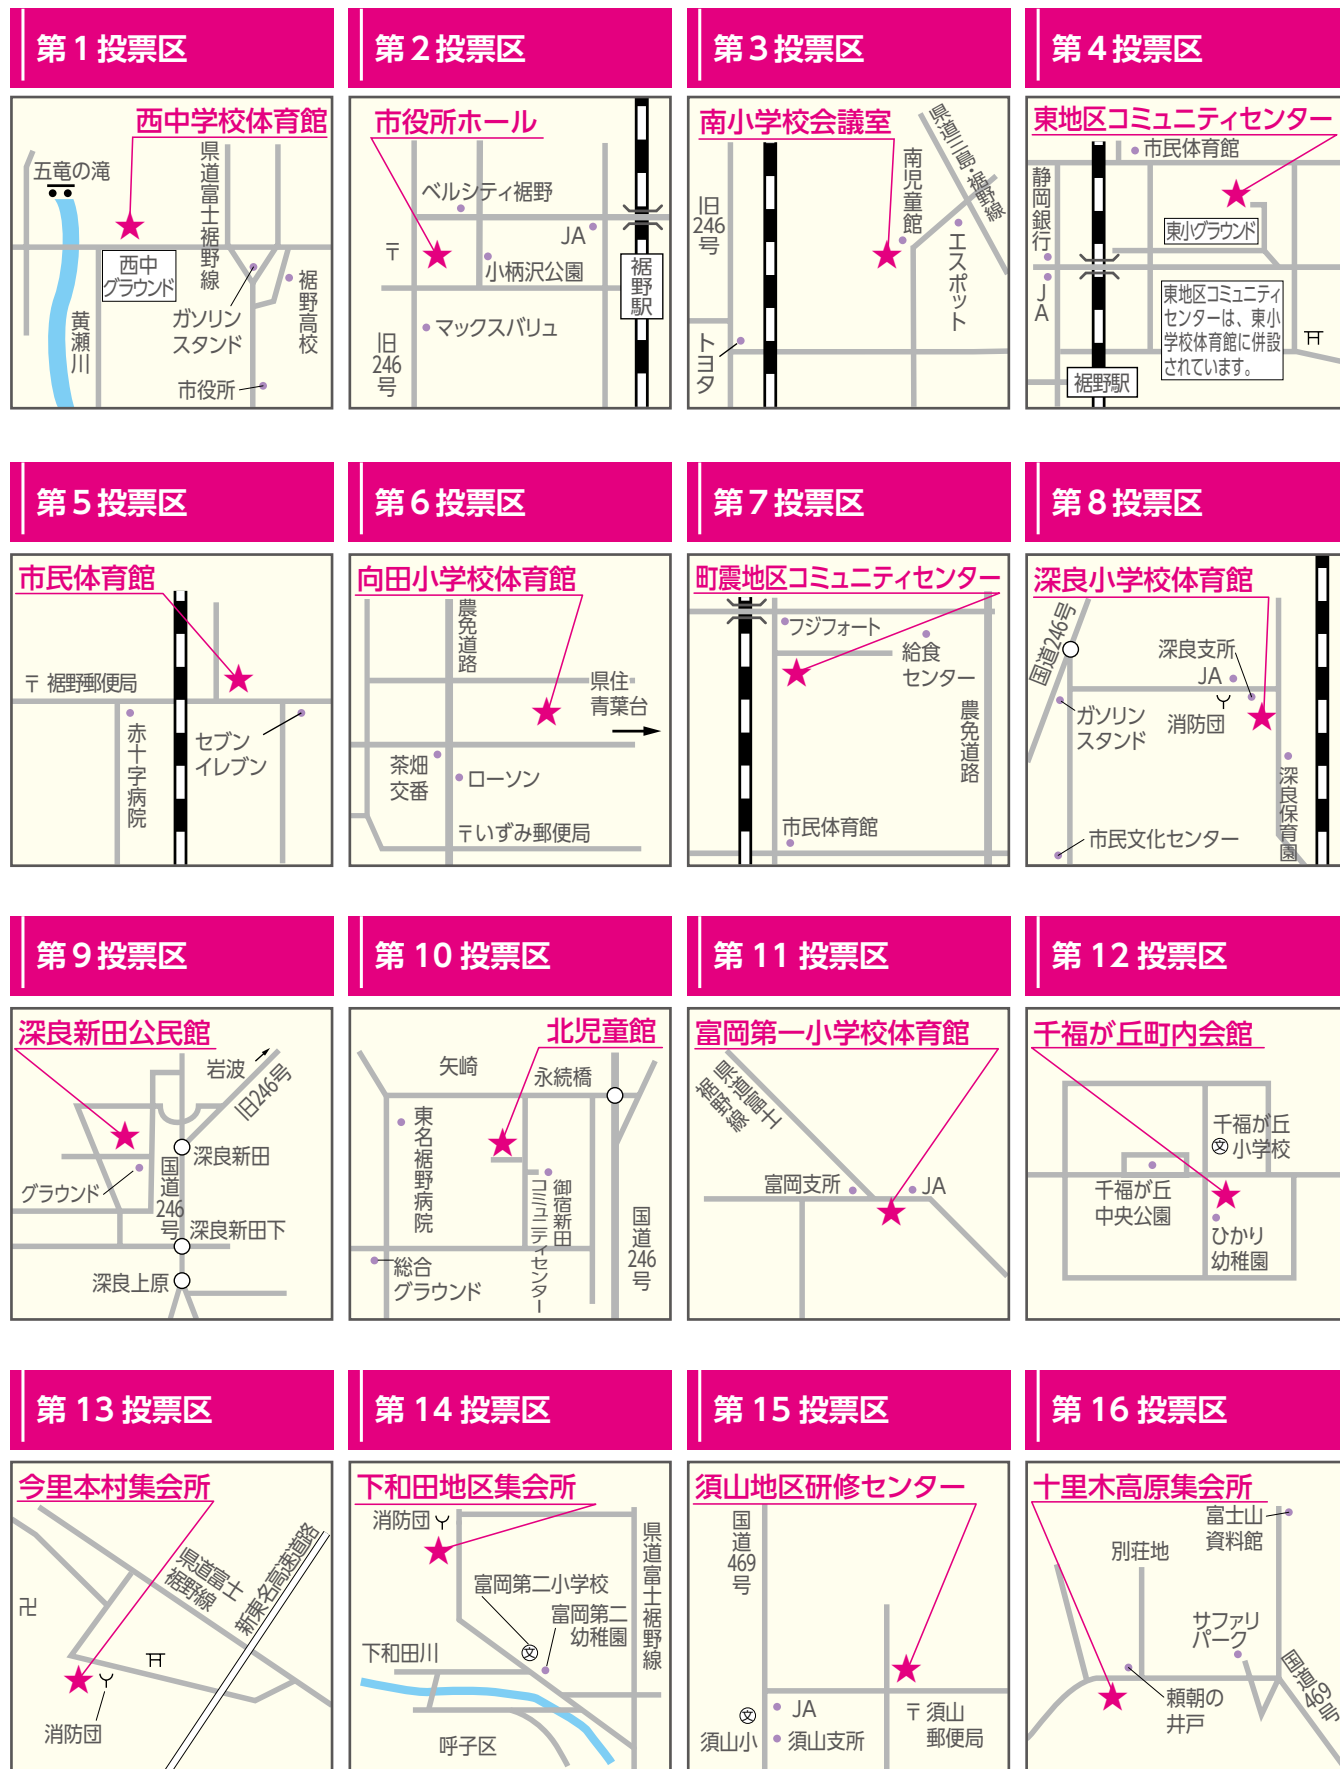 第1投票区
西中学校体育館
五竜の滝
県道富士裾野線
西中
グラウンド
裾野高校
ガソリン
スタンド
黄瀬川
市役所
第2投票区
市役所ホール
ベルシティ裾野
JA
〒
小柄沢公園
裾野駅
マックスバリュ
旧
246
号
第3投票区
南小学校会議室
県道三島・裾野線
南児童館
旧
246
号
エスポット
トヨタ
第4投票区
東地区コミュニティセンター
市民体育館
静岡銀行
東小グラウンド
JA
東地区コミュニティ
センターは、東小
学校体育館に併設
されています。
裾野駅
第5投票区
市民体育館
〒 裾野郵便局
赤十字病院
セブン
イレブン
第6投票区
向田小学校体育館
農免道路
県住
青葉台
茶畑
交番
ローソン
〒いずみ郵便局
第7投票区
町震地区コミュニティセンター
フジフォート
給食
センター
農免道路
市民体育館
第8投票区
深良小学校体育館
国道246号
深良支所
JA
ガソリン
スタンド
消防団
深良保育園
市民文化センター
第9投票区
深良新田公民館
岩波
旧246号
深良新田
国道
246
号
グラウンド
深良新田下
深良上原
第10投票区
北児童館
矢崎
永続橋
東名裾野病院
御宿新田
コミュニティセンター
国道
246
号
総合
グラウンド
第11投票区
富岡第一小学校体育館
県道富士
裾野線
富岡支所
JA
第12投票区
千福が丘町内会館
千福が丘
文 小学校
千福が丘
中央公園
ひかり
幼稚園
第13投票区
今里本村集会所
県道富士
裾野線
新東名高速道路
卍
消防団
第14投票区
下和田地区集会所
消防団
県道富士裾野線
富岡第二小学校
富岡第二
幼稚園
文
下和田川
呼子区
第15投票区
須山地区研修センター
国道
469
号
文
須山小
JA
須山支所
〒 須山
郵便局
第16投票区
十里木高原集会所
富士山
資料館
別荘地
サファリ
パーク
国道
469
号
頼朝の
井戸